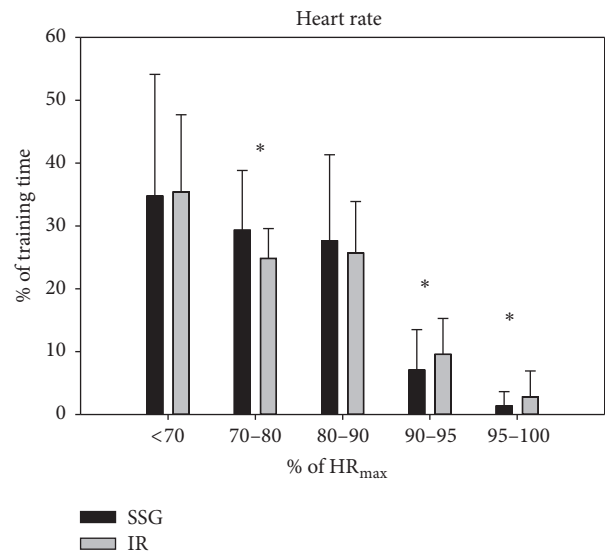 Heart rate
60
50
40
30
20
10
0
% of training time
*
*
*
<70 70–80 80–90 90–95 95–100
% of HRmax
SSG
IR